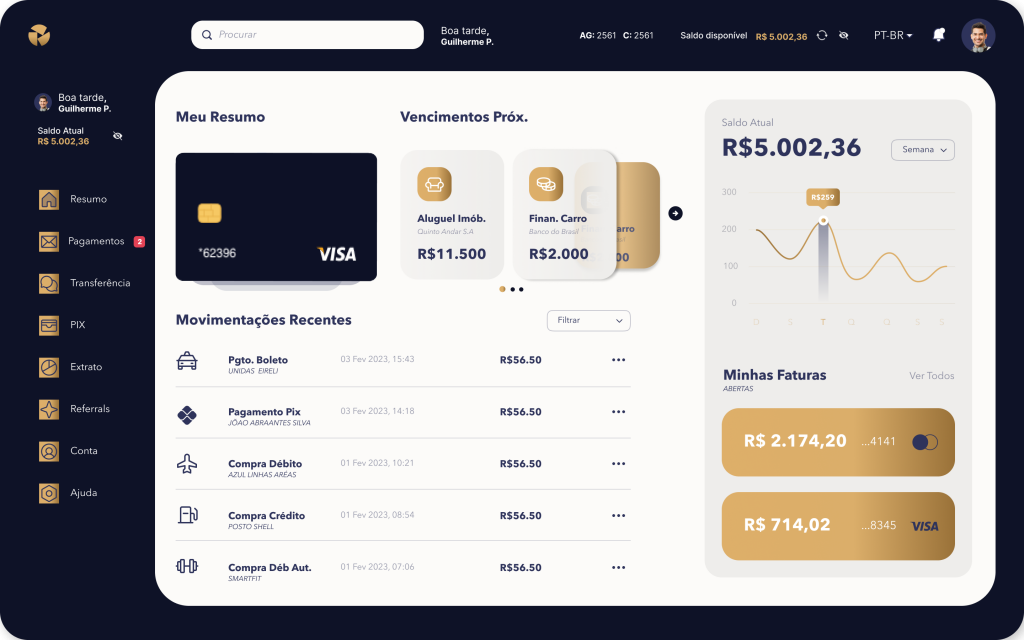 Procurar
Boa tarde,
Guilherme P.
AG: 2561 C: 2561
Saldo disponível R$ 5.002,36
PT-BR
Boa tarde,
Guilherme P.
Saldo Atual
R$ 5.002,36
Resumo
Pagamentos 2
Transferência
PIX
Extrato
Referrals
Conta
Ajuda
Meu Resumo
*62396
VISA
Vencimentos Próx.
Aluguel Imób.
Quinto Andar S.A
R$11.500
Finan. Carro
Banco do Brasil
R$2.000
Movimentações Recentes
Filtrar
Pgto. Boleto 03 Fev 2023, 15:43 R$56.50
UNIDAS EIRELI
Pagamento Pix 03 Fev 2023, 14:18 R$56.50
JÕAO ABRAANTES SILVA
Compra Débito 01 Fev 2023, 10:21 R$56.50
AZUL LINHAS ARÉAS
Compra Crédito 01 Fev 2023, 08:54 R$56.50
POSTO SHELL
Compra Déb Aut. 01 Fev 2023, 07:06 R$56.50
SMARTFIT
Saldo Atual
R$5.002,36
Semana
300
R$259
200
100
0
D S T Q Q S S
Minhas Faturas
Ver Todos
ABERTAS
R$ 2.174,20 ...4141
R$ 714,02 ...8345 VISA